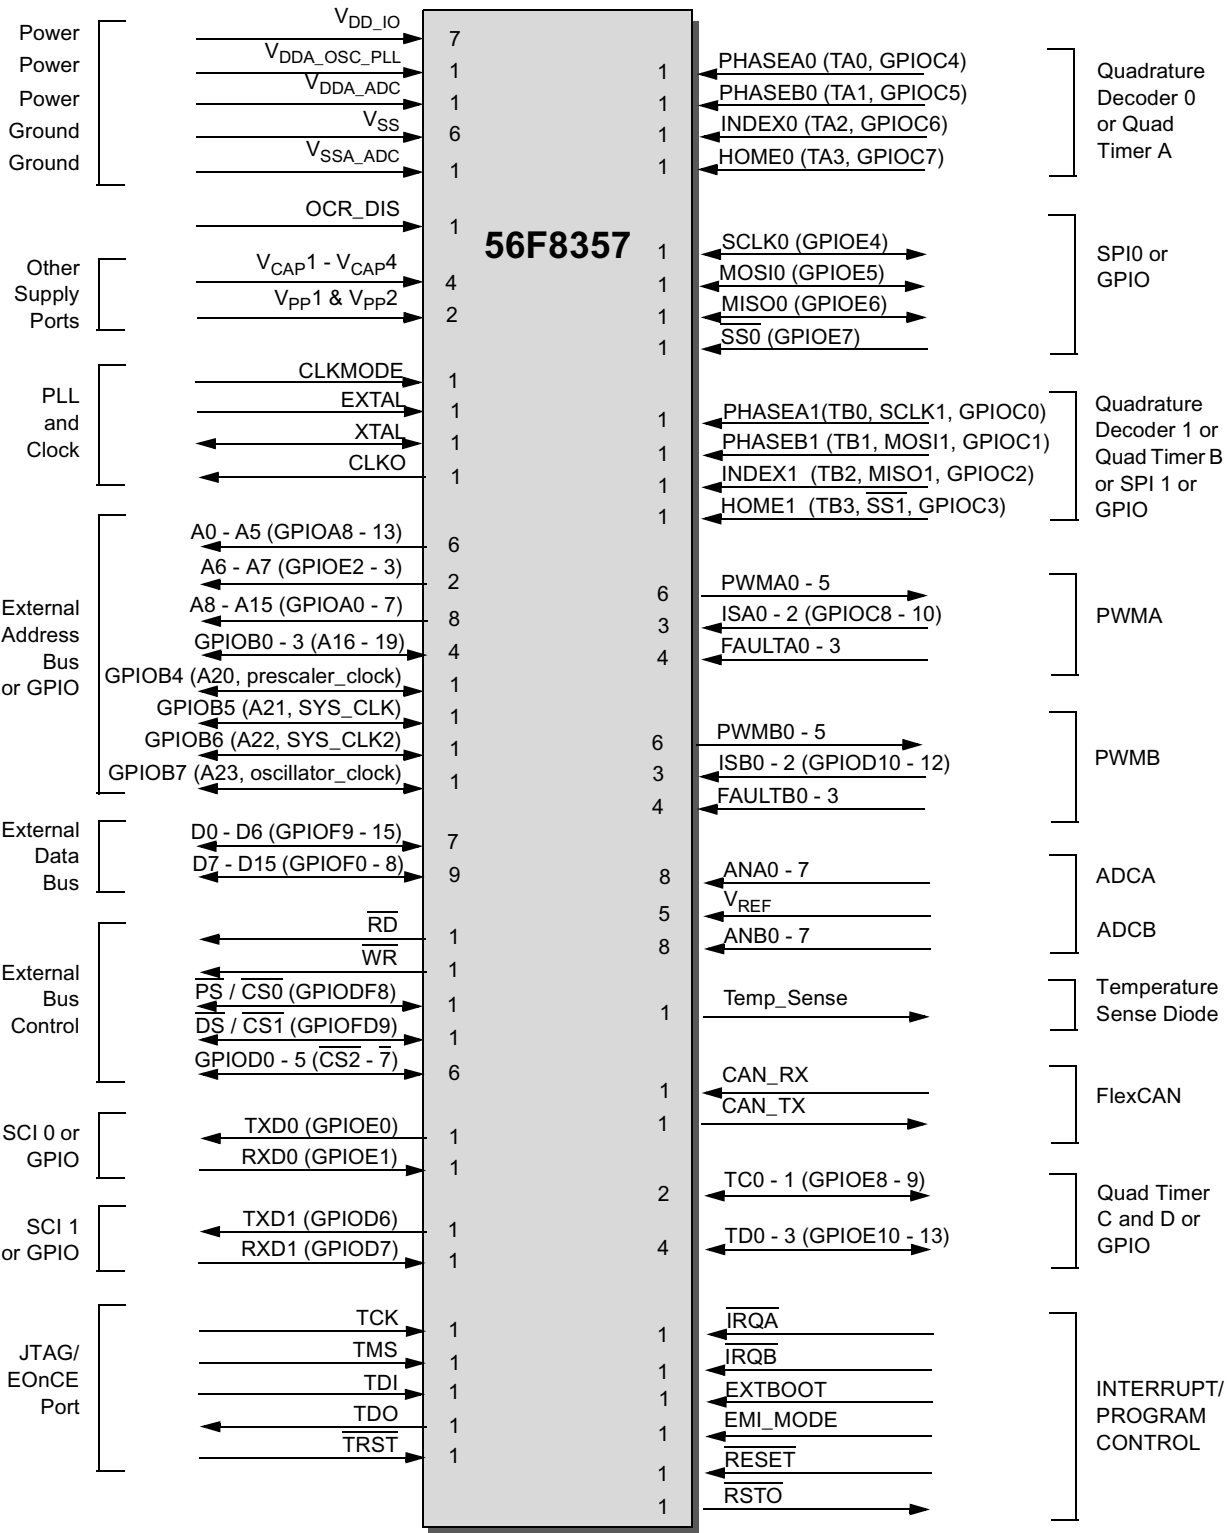 Power
V_DD_IO
7
Power
V_DDA_OSC_PLL
1
Power
V_DDA_ADC
1
Ground
V_SS
6
Ground
V_SSA_ADC
1
OCR_DIS
1
Other
Supply
Ports
V_CAP1 - V_CAP4
4
V_PP1 & V_PP2
2
PLL
and
Clock
CLKMODE
1
EXTAL
1
XTAL
1
CLKO
1
External
Address
Bus
or GPIO
A0 - A5 (GPIOA8 - 13)
6
A6 - A7 (GPIOE2 - 3)
2
A8 - A15 (GPIOA0 - 7)
8
GPIOB0 - 3 (A16 - 19)
4
GPIOB4 (A20, prescaler_clock)
1
GPIOB5 (A21, SYS_CLK)
1
GPIOB6 (A22, SYS_CLK2)
1
GPIOB7 (A23, oscillator_clock)
1
External
Data
Bus
D0 - D6 (GPIOF9 - 15)
7
D7 - D15 (GPIOF0 - 8)
9
External
Bus
Control
RD
1
WR
1
PS / CS0 (GPIODF8)
1
DS / CS1 (GPIOFD9)
1
GPIOD0 - 5 (CS2 - 7)
6
SCI 0 or
GPIO
TXD0 (GPIOE0)
1
RXD0 (GPIOE1)
1
SCI 1
or GPIO
TXD1 (GPIOD6)
1
RXD1 (GPIOD7)
1
JTAG/
EOnCE
Port
TCK
1
TMS
1
TDI
1
TDO
1
TRST
1
56F8357
1
PHASEA0 (TA0, GPIOC4)
1
PHASEB0 (TA1, GPIOC5)
1
INDEX0 (TA2, GPIOC6)
1
HOME0 (TA3, GPIOC7)
Quadrature
Decoder 0
or Quad
Timer A
1
SCLK0 (GPIOE4)
1
MOSI0 (GPIOE5)
1
MISO0 (GPIOE6)
1
SS0 (GPIOE7)
SPI0 or
GPIO
1
PHASEA1(TB0, SCLK1, GPIOC0)
1
PHASEB1 (TB1, MOSI1, GPIOC1)
1
INDEX1 (TB2, MISO1, GPIOC2)
1
HOME1 (TB3, SS1, GPIOC3)
Quadrature
Decoder 1 or
Quad Timer B
or SPI 1 or
GPIO
6
PWMA0 - 5
3
ISA0 - 2 (GPIOC8 - 10)
4
FAULTA0 - 3
PWMA
6
PWMB0 - 5
3
ISB0 - 2 (GPIOD10 - 12)
4
FAULTB0 - 3
PWMB
8
ANA0 - 7
5
V_REF
8
ANB0 - 7
ADCA
ADCB
1
Temp_Sense
Temperature
Sense Diode
1
CAN_RX
1
CAN_TX
FlexCAN
2
TC0 - 1 (GPIOE8 - 9)
4
TD0 - 3 (GPIOE10 - 13)
Quad Timer
C and D or
GPIO
1
IRQA
1
IRQB
1
EXTBOOT
1
EMI_MODE
1
RESET
1
RSTO
INTERRUPT/
PROGRAM
CONTROL